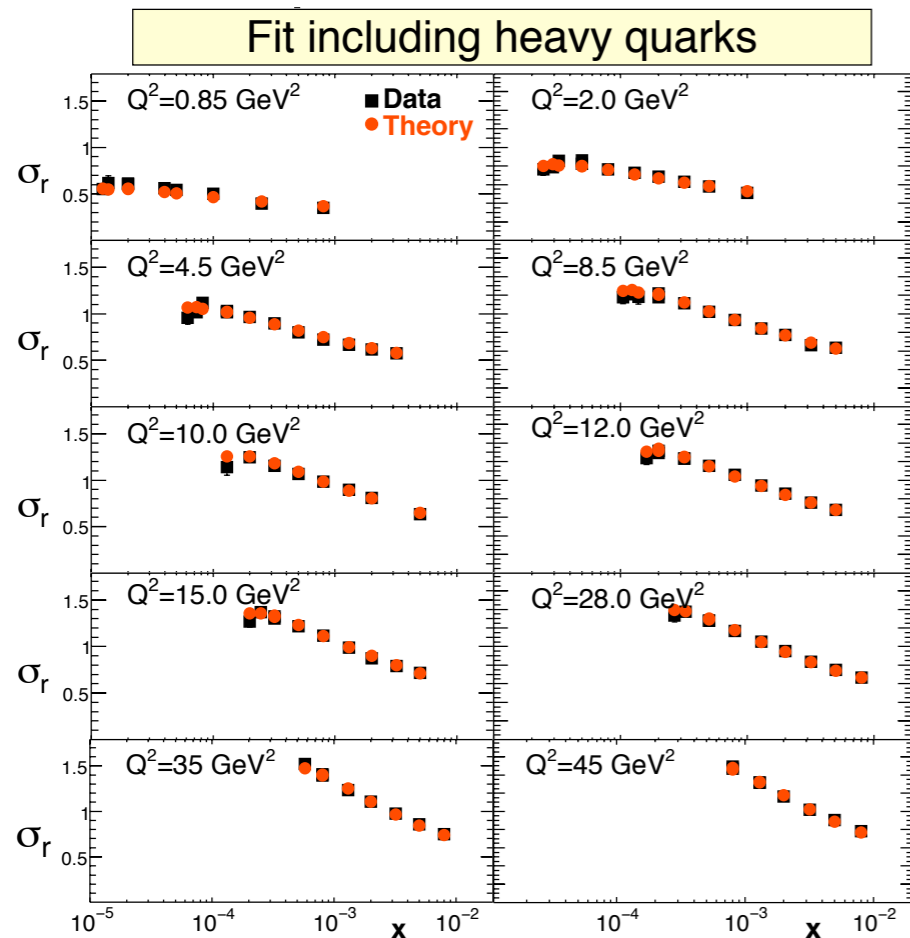 Fit including heavy quarks
Q²=0.85 GeV²
Data
Theory
Q²=2.0 GeV²
1.5
σr
1
0.5
Q²=4.5 GeV²
Q²=8.5 GeV²
1.5
σr
1
0.5
Q²=10.0 GeV²
Q²=12.0 GeV²
1.5
σr
1
0.5
Q²=15.0 GeV²
Q²=28.0 GeV²
1.5
σr
1
0.5
Q²=35 GeV²
Q²=45 GeV²
1.5
σr
1
0.5
10⁻⁵ 10⁻⁴ 10⁻³ x 10⁻² 10⁻⁴ 10⁻³ x 10⁻²